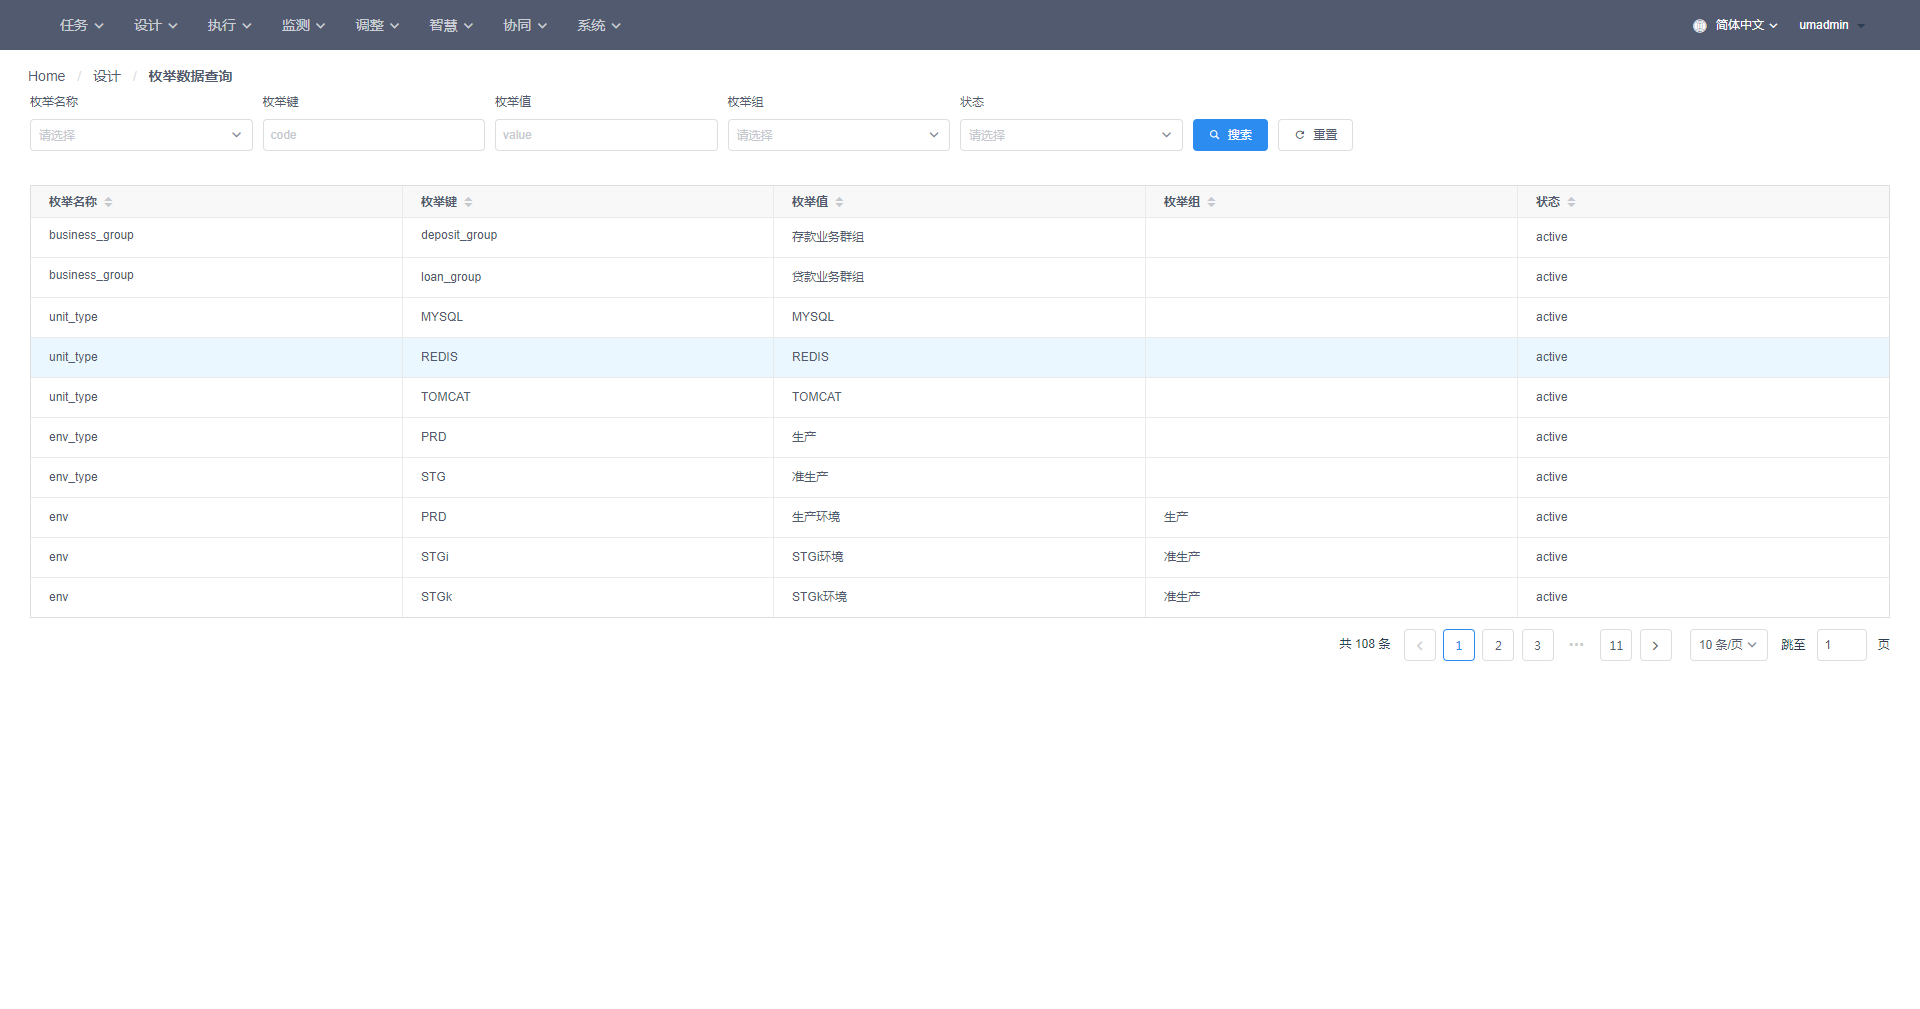 任务 设计 执行 监测 调整 智慧 协同 系统 简体中文 umadmin
Home / 设计 / 枚举数据查询
枚举名称 枚举键 枚举值 枚举组 状态
请选择 code value 请选择 请选择 搜索 重置
枚举名称 枚举键 枚举值 枚举组 状态
business_group deposit_group 存款业务群组 active
business_group loan_group 贷款业务群组 active
unit_type MYSQL MYSQL active
unit_type REDIS REDIS active
unit_type TOMCAT TOMCAT active
env_type PRD 生产 active
env_type STG 准生产 active
env PRD 生产环境 生产 active
env STGi STGi环境 准生产 active
env STGk STGk环境 准生产 active
共 108 条 1 2 3 ••• 11 10 条/页 跳至 1 页